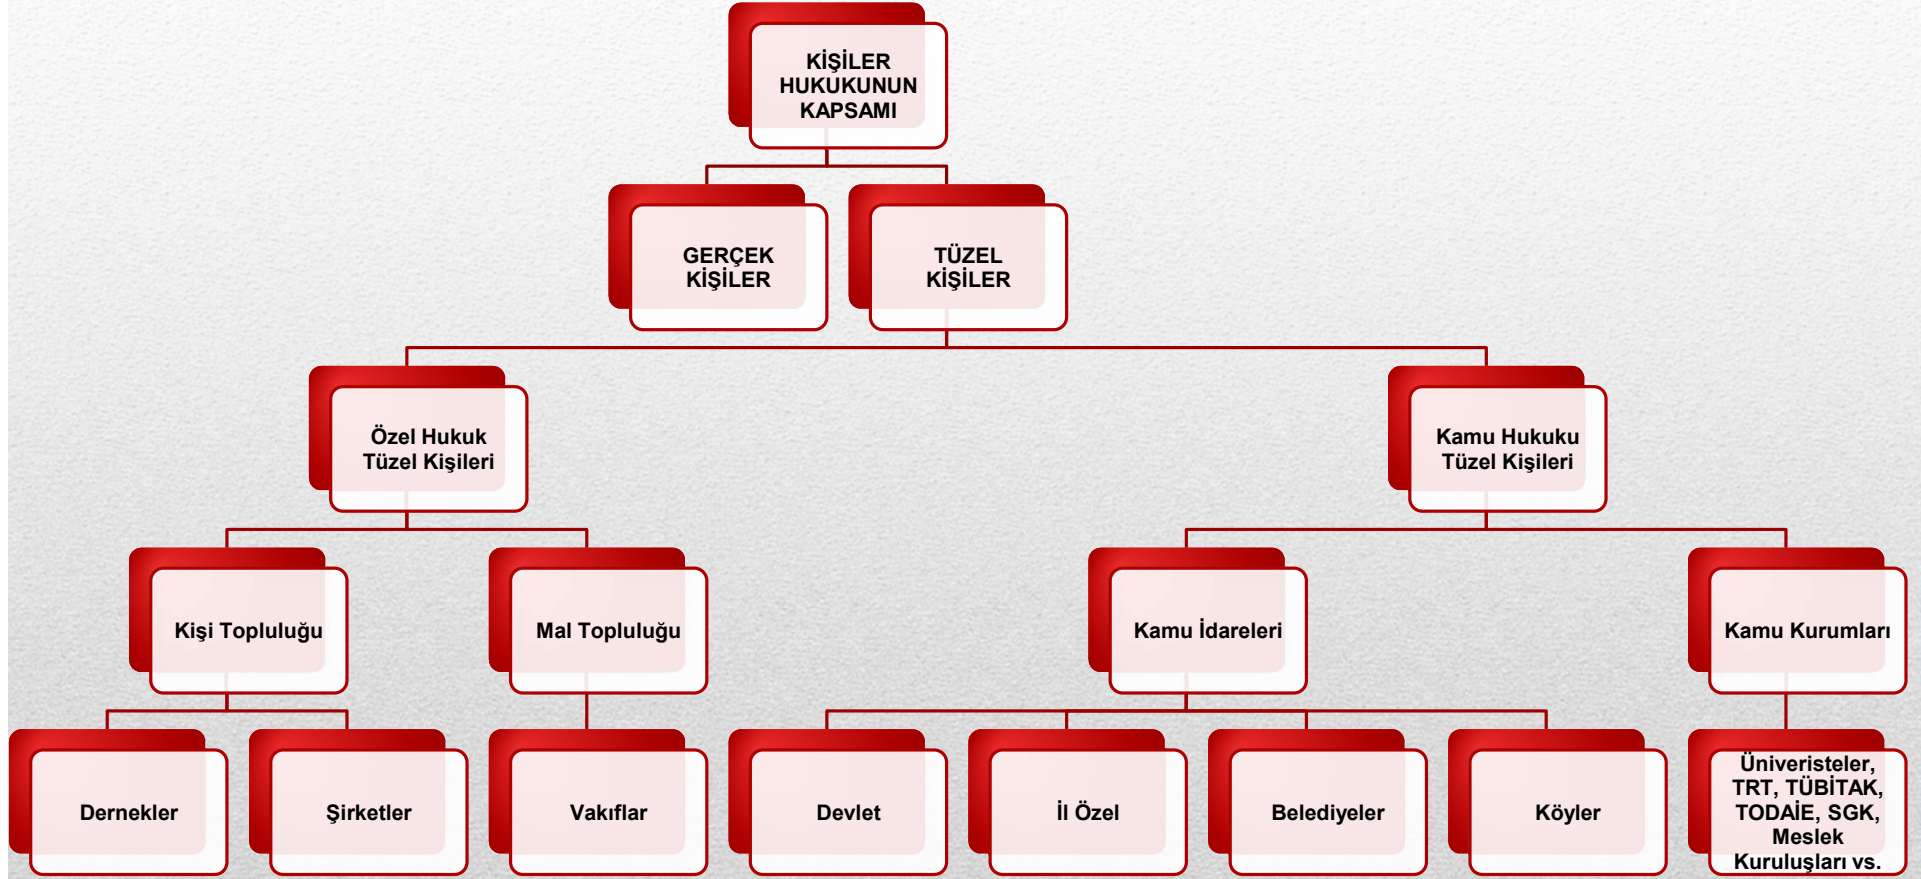 KİŞİLER
HUKUKUNUN
KAPSAMI
GERÇEK
KİŞİLER
TÜZEL
KİŞİLER
Özel Hukuk
Tüzel Kişileri
Kamu Hukuku
Tüzel Kişileri
Kişi Topluluğu
Mal Topluluğu
Kamu İdareleri
Kamu Kurumları
Dernekler
Şirketler
Vakıflar
Devlet
İl Özel
Belediyeler
Köyler
Üniveristeler,
TRT, TÜBİTAK,
TODAİE, SGK,
Meslek
Kuruluşları vs.